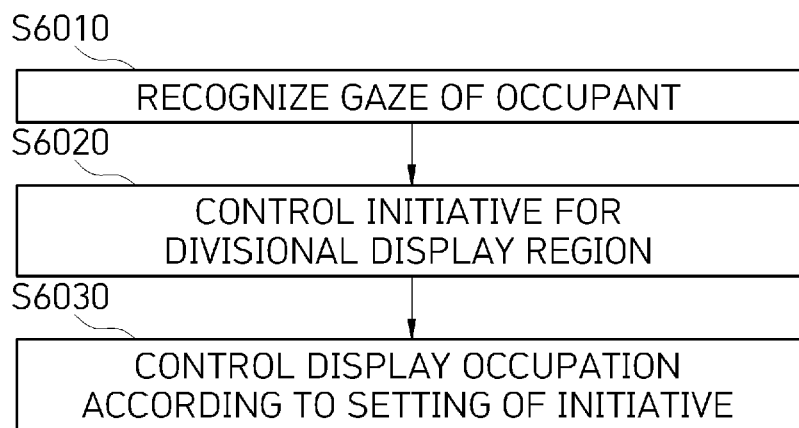 S6010
RECOGNIZE GAZE OF OCCUPANT
S6020
CONTROL INITIATIVE FOR
DIVISIONAL DISPLAY REGION
S6030
CONTROL DISPLAY OCCUPATION
ACCORDING TO SETTING OF INITIATIVE